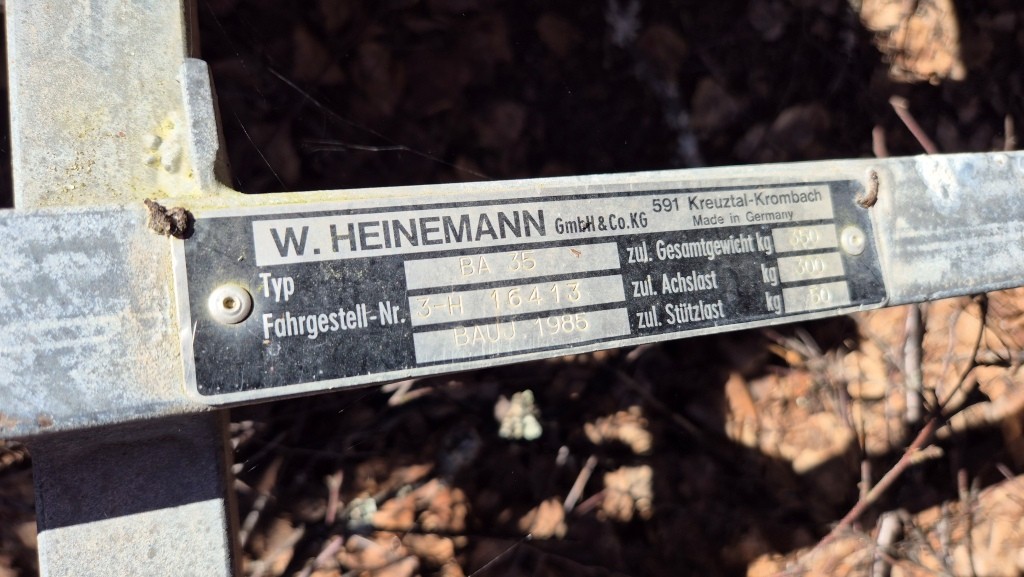 W. HEINEMANN GmbH & Co. KG 591 Kreuztal-Krombach
Made in Germany
Typ BA 35 zul. Gesamtgewicht kg 350
Fahrgestell-Nr. 3-H 16413 zul. Achslast kg 300
BAUJ. 1985 zul. Stützlast kg 50